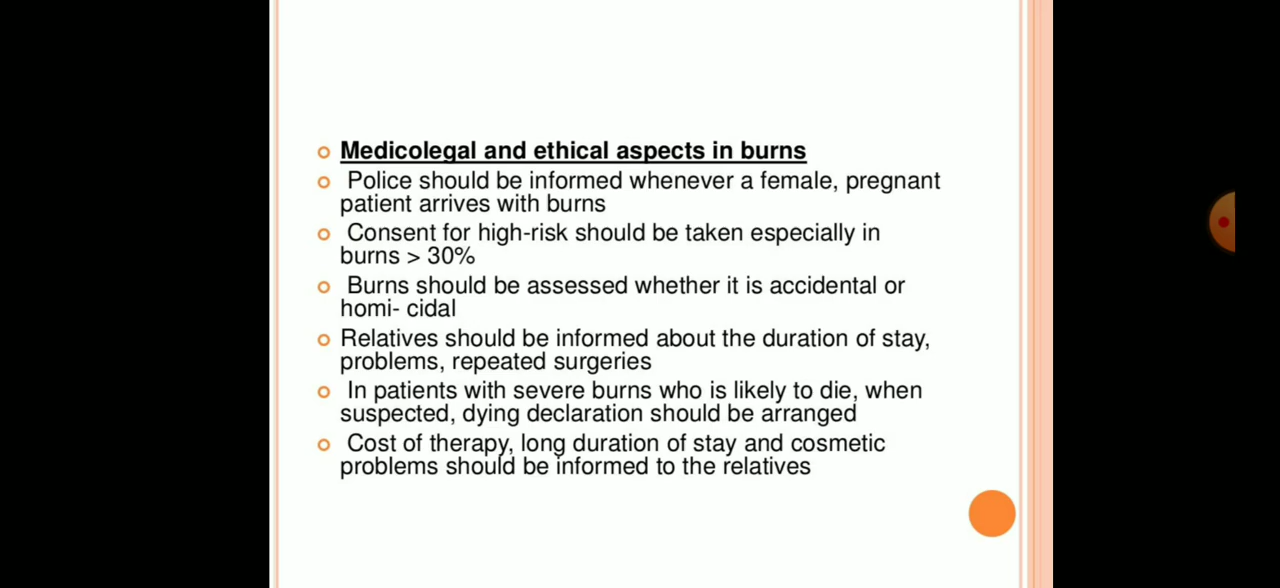 Medicolegal and ethical aspects in burns
Police should be informed whenever a female, pregnant
patient arrives with burns
Consent for high-risk should be taken especially in
burns > 30%
Burns should be assessed whether it is accidental or
homi- cidal
Relatives should be informed about the duration of stay,
problems, repeated surgeries
In patients with severe burns who is likely to die, when
suspected, dying declaration should be arranged
Cost of therapy, long duration of stay and cosmetic
problems should be informed to the relatives